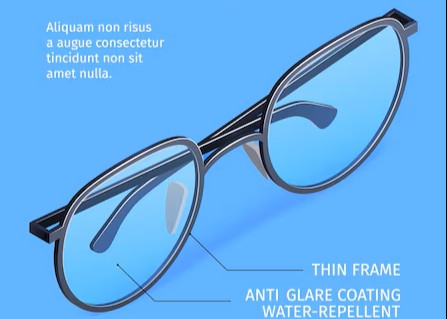 Aliquam non risus
a augue consectetur
tincidunt non sit
amet nulla.
THIN FRAME
ANTI GLARE COATING
WATER-REPELLENT